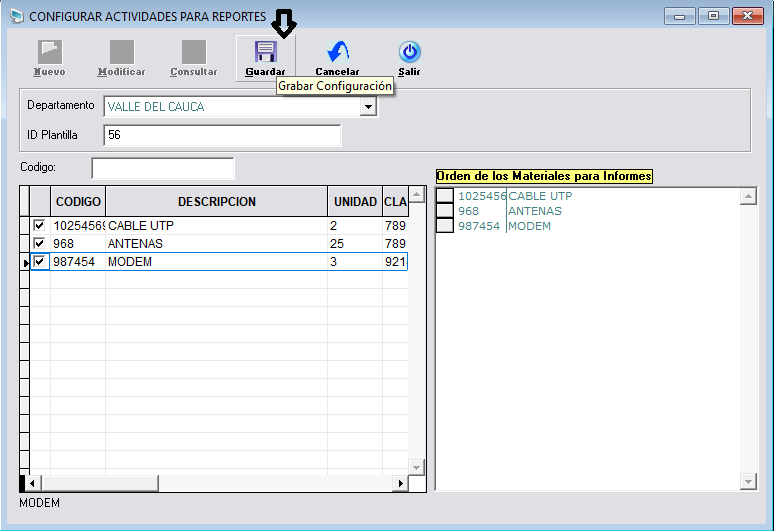 CONFIGURAR ACTIVIDADES PARA REPORTES
Nuevo Modificar Consultar Guardar Cancelar Salir
Grabar Configuración
Departamento VALLE DEL CAUCA
ID Plantilla 56
Codigo:
Orden de los Materiales para Informes
CODIGO DESCRIPCION UNIDAD CLA
10254569 CABLE UTP 2 789
968 ANTENAS 25 789
987454 MODEM 3 921
1025456 CABLE UTP
968 ANTENAS
987454 MODEM
MODEM